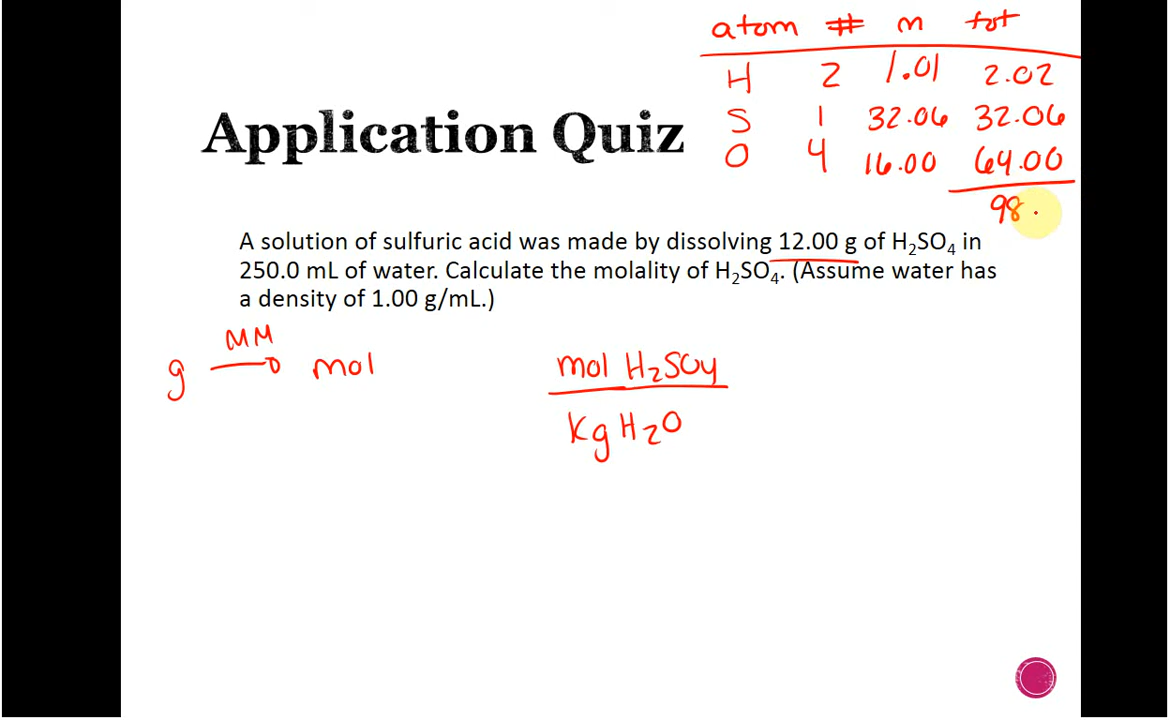 atom # m tot
H 2 1.01 2.02
S 1 32.06 32.06
O 4 16.00 64.00
98.
Application Quiz
A solution of sulfuric acid was made by dissolving 12.00 g of H₂SO₄ in
250.0 mL of water. Calculate the molality of H₂SO₄. (Assume water has
a density of 1.00 g/mL.)
MM
g → mol
mol H₂SO₄
Kg H₂O